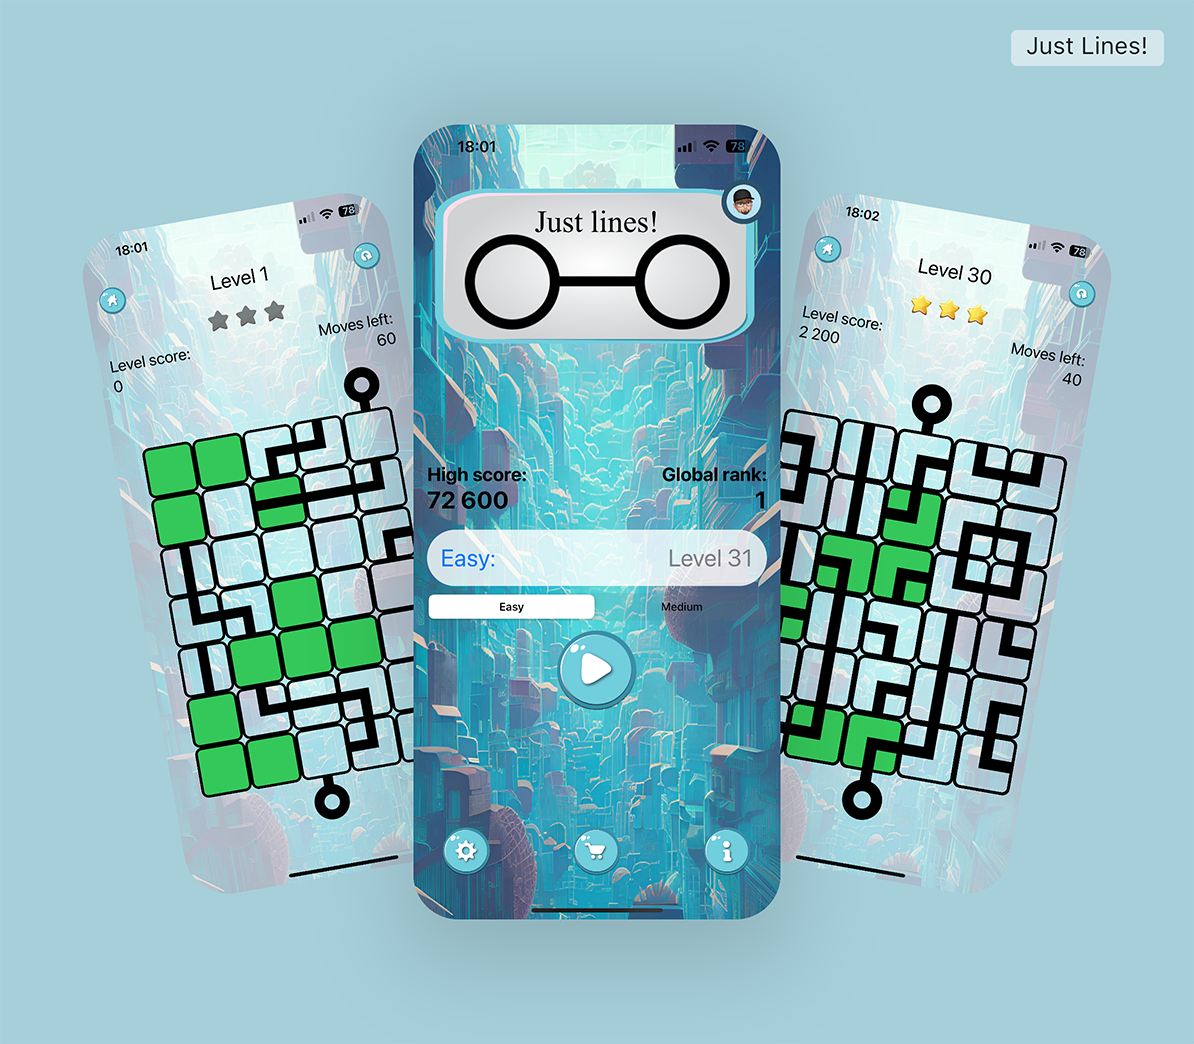 Just Lines!
18:01
Level 1
Level score:
0
Moves left:
60
18:01
78
Just lines!
High score:
72 600
Global rank:
1
Easy:
Level 31
Easy
Medium
18:02
78
Level 30
Level score:
2 200
Moves left:
40